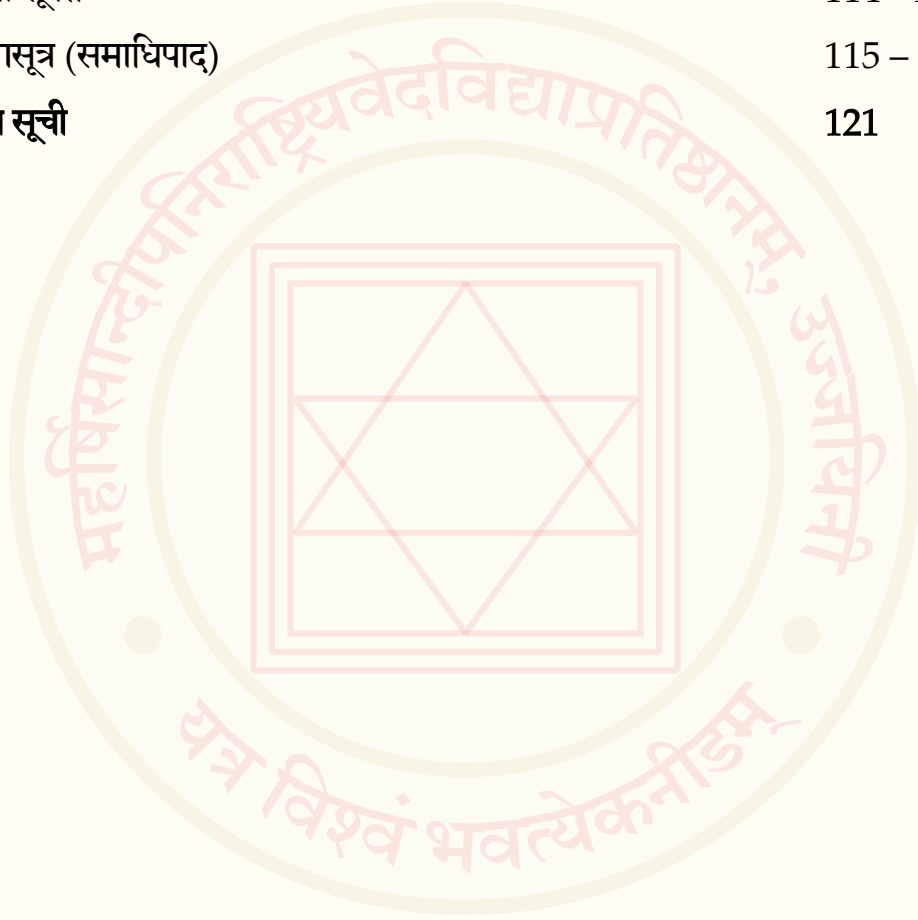 ासूत्र (समाधिपाद) 115 –
सूची 121
महर्षिसान्दीपनिराष्ट्रियवेदविद्याप्रतिष्ठानम्, उज्जयिनी
यत्र विश्वं भवत्येकनीडम्